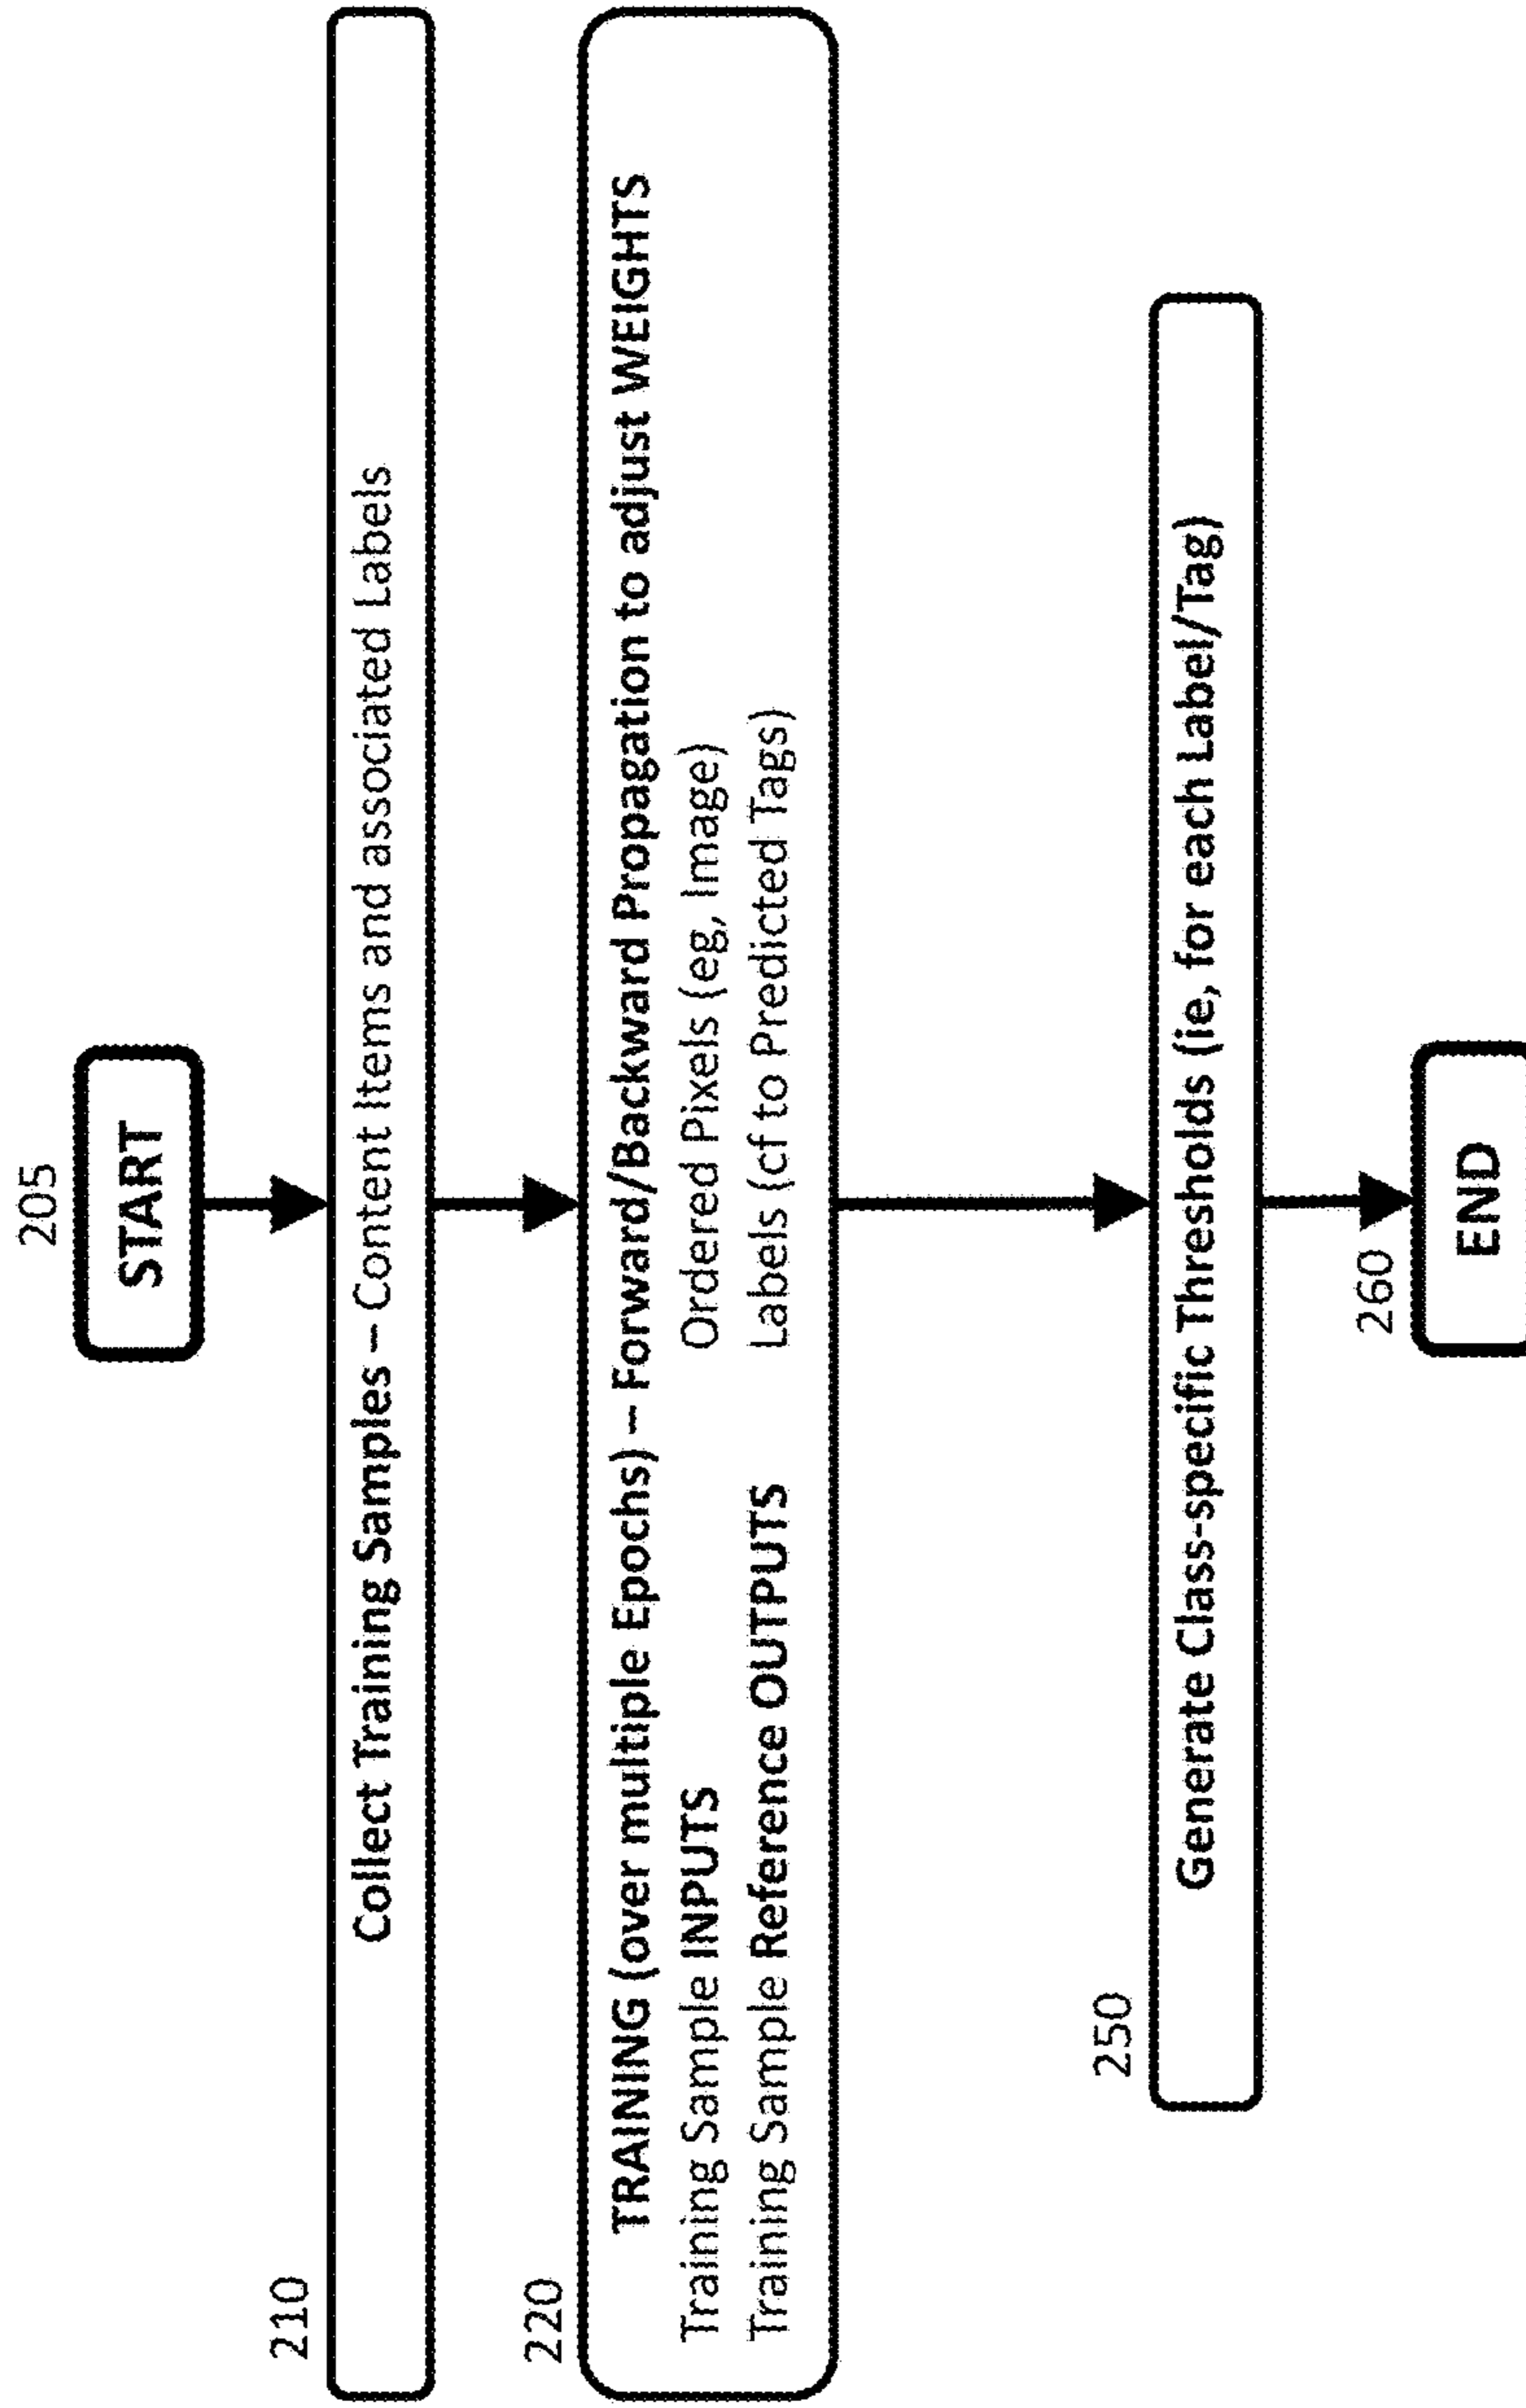 205
START
210
Collect Training Samples – Content Items and associated Labels
220
TRAINING (over multiple Epochs) – Forward/Backward Propagation to adjust WEIGHTS
Training Sample INPUTS Ordered Pixels (eg, Image)
Training Sample Reference OUTPUTS Labels (cf to Predicted Tags)
250
Generate Class-specific Thresholds (ie, for each Label/Tag)
260
END